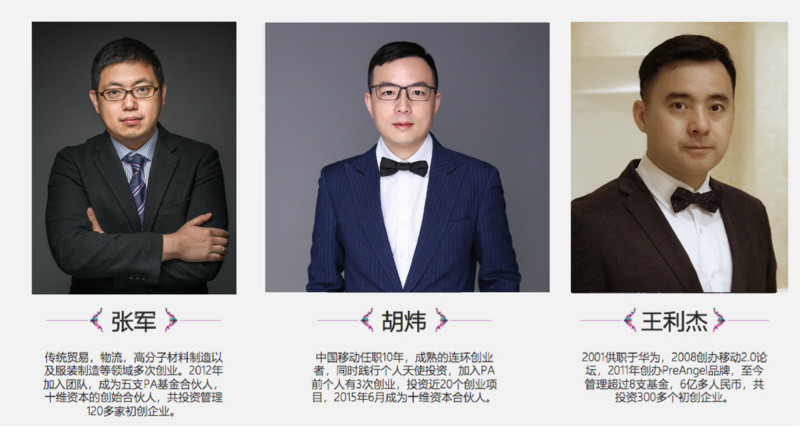 张军
传统贸易，物流，高分子材料制造以
及服装制造等领域多次创业。2012年
加入团队，成为五支PA基金合伙人，
十维资本的创始合伙人，共投资管理
120多家初创企业。
胡炜
中国移动任职10年，成熟的连环创业
者，同时践行个人天使投资，加入PA
前个人有3次创业，投资近20个创业项
目，2015年6月成为十维资本合伙人。
王利杰
2001供职于华为，2008创办移动2.0论
坛，2011年创办PreAngel品牌，至今
管理超过8支基金，6亿多人民币，共
投资300多个初创企业。